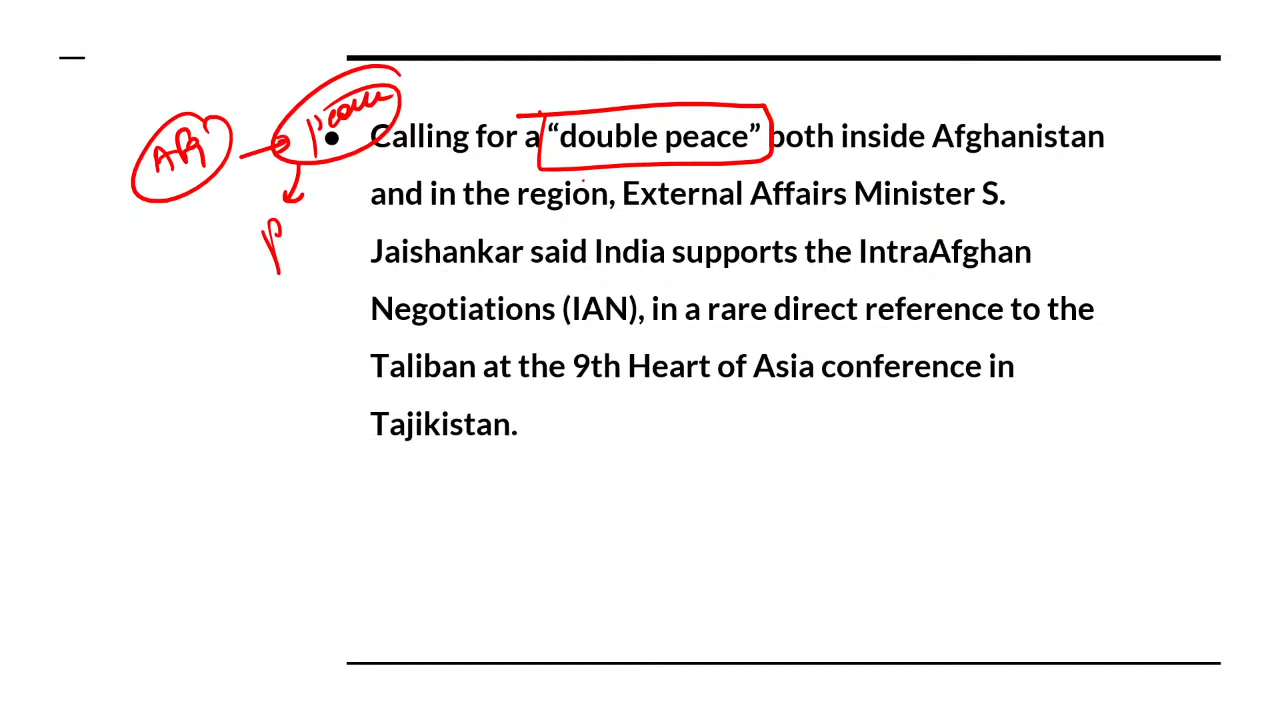 Afg
peace
• Calling for a “double peace” both inside Afghanistan
and in the region, External Affairs Minister S.
Jaishankar said India supports the IntraAfghan
Negotiations (IAN), in a rare direct reference to the
Taliban at the 9th Heart of Asia conference in
Tajikistan.
P